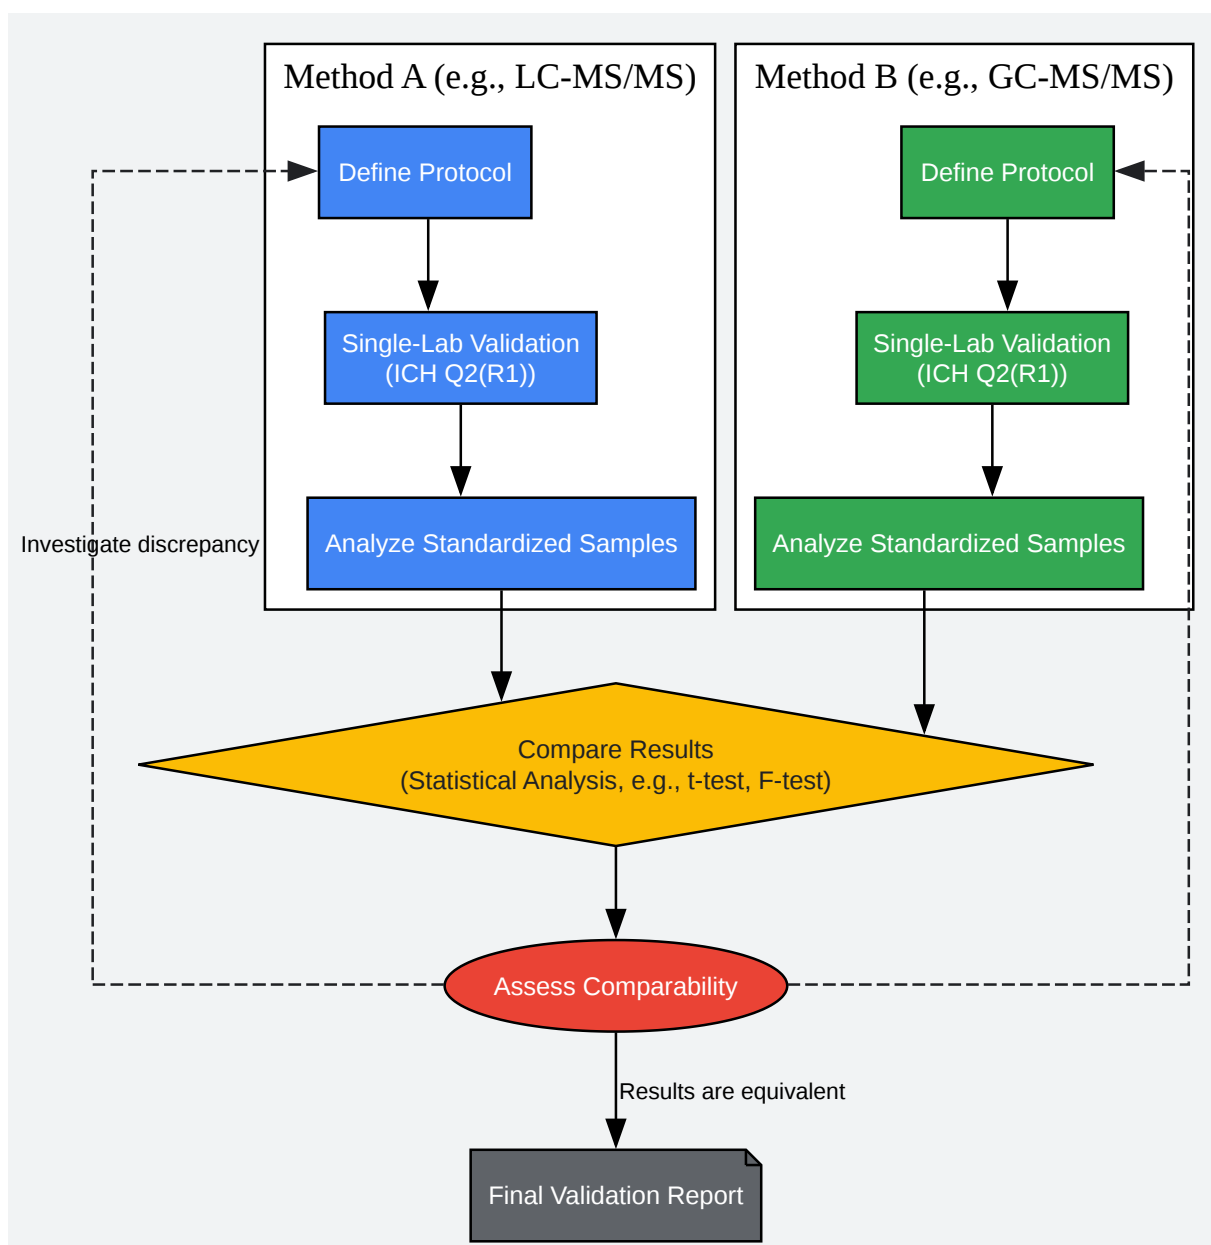 Method A (e.g., LC-MS/MS)
Define Protocol
Single-Lab Validation
(ICH Q2(R1))
Analyze Standardized Samples
Method B (e.g., GC-MS/MS)
Define Protocol
Single-Lab Validation
(ICH Q2(R1))
Analyze Standardized Samples
Investigate discrepancy
Compare Results
(Statistical Analysis, e.g., t-test, F-test)
Assess Comparability
Results are equivalent
Final Validation Report